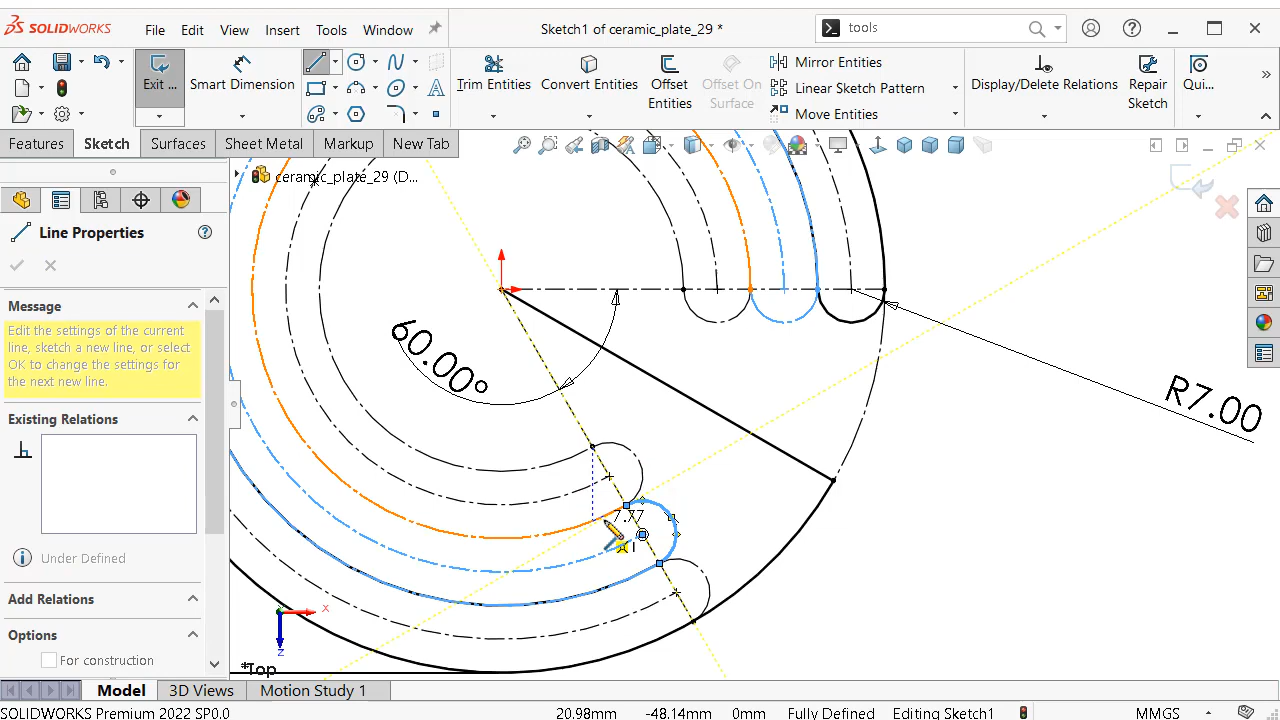 SOLIDWORKS
File Edit View Insert Tools Window
Sketch1 of ceramic_plate_29 *
tools
Exit ...
Smart Dimension
Trim Entities
Convert Entities
Offset Entities
Offset On Surface
Mirror Entities
Linear Sketch Pattern
Move Entities
Display/Delete Relations
Repair Sketch
Qui...
Features Sketch Surfaces Sheet Metal Markup New Tab
ceramic_plate_29 (D...
Line Properties
Message
Edit the settings of the current
line, sketch a new line, or select
OK to change the settings for
the next new line.
Existing Relations
Under Defined
Add Relations
Options
For construction
60.00°
R7.00
7.77
X
Z
*Top
Model 3D Views Motion Study 1
SOLIDWORKS Premium 2022 SP0.0
20.98mm -48.14mm 0mm Fully Defined Editing Sketch1 MMGS